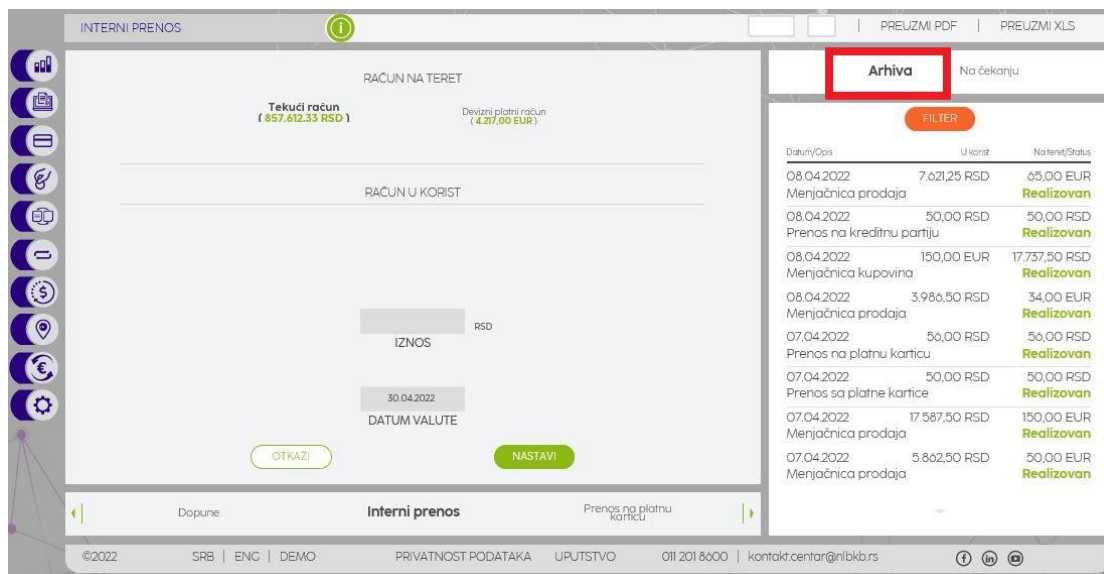 INTERNI PRENOS
PREUZMI PDF | PREUZMI XLS
RAČUN NA TERET
Tekući račun
( 857.612.33 RSD )
Devizni platni račun
( 4.217,00 EUR )
RAČUN U KORIST
RSD
IZNOS
30.04.2022
DATUM VALUTE
OTKAŽI
NASTAVI
Dopune
Interni prenos
Prenos na platnu
karticu
Arhiva
Na čekanju
FILTER
Datum/Opis U korist Na teret/Status
08.04.2022 7.621,25 RSD 65,00 EUR
Menjačnica prodaja Realizovan
08.04.2022 50,00 RSD 50,00 RSD
Prenos na kreditnu partiju Realizovan
08.04.2022 150,00 EUR 17.737,50 RSD
Menjačnica kupovina Realizovan
08.04.2022 3.986,50 RSD 34,00 EUR
Menjačnica prodaja Realizovan
07.04.2022 56,00 RSD 56,00 RSD
Prenos na platnu karticu Realizovan
07.04.2022 50,00 RSD 50,00 RSD
Prenos sa platne kartice Realizovan
07.04.2022 17.587,50 RSD 150,00 EUR
Menjačnica prodaja Realizovan
07.04.2022 5.862,50 RSD 50,00 EUR
Menjačnica prodaja Realizovan
©2022 SRB | ENG | DEMO PRIVATNOST PODATAKA UPUTSTVO 011 201 8600 | kontakt.centar@nlbkb.rs